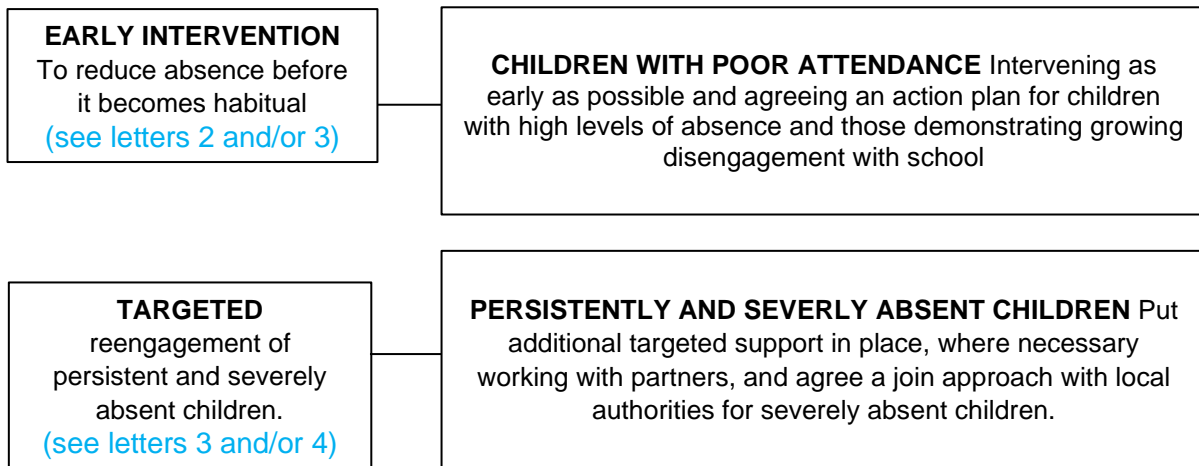 EARLY INTERVENTION
To reduce absence before
it becomes habitual
(see letters 2 and/or 3)
CHILDREN WITH POOR ATTENDANCE Intervening as
early as possible and agreeing an action plan for children
with high levels of absence and those demonstrating growing
disengagement with school
TARGETED
reengagement of
persistent and severely
absent children.
(see letters 3 and/or 4)
PERSISTENTLY AND SEVERLY ABSENT CHILDREN Put
additional targeted support in place, where necessary
working with partners, and agree a join approach with local
authorities for severely absent children.